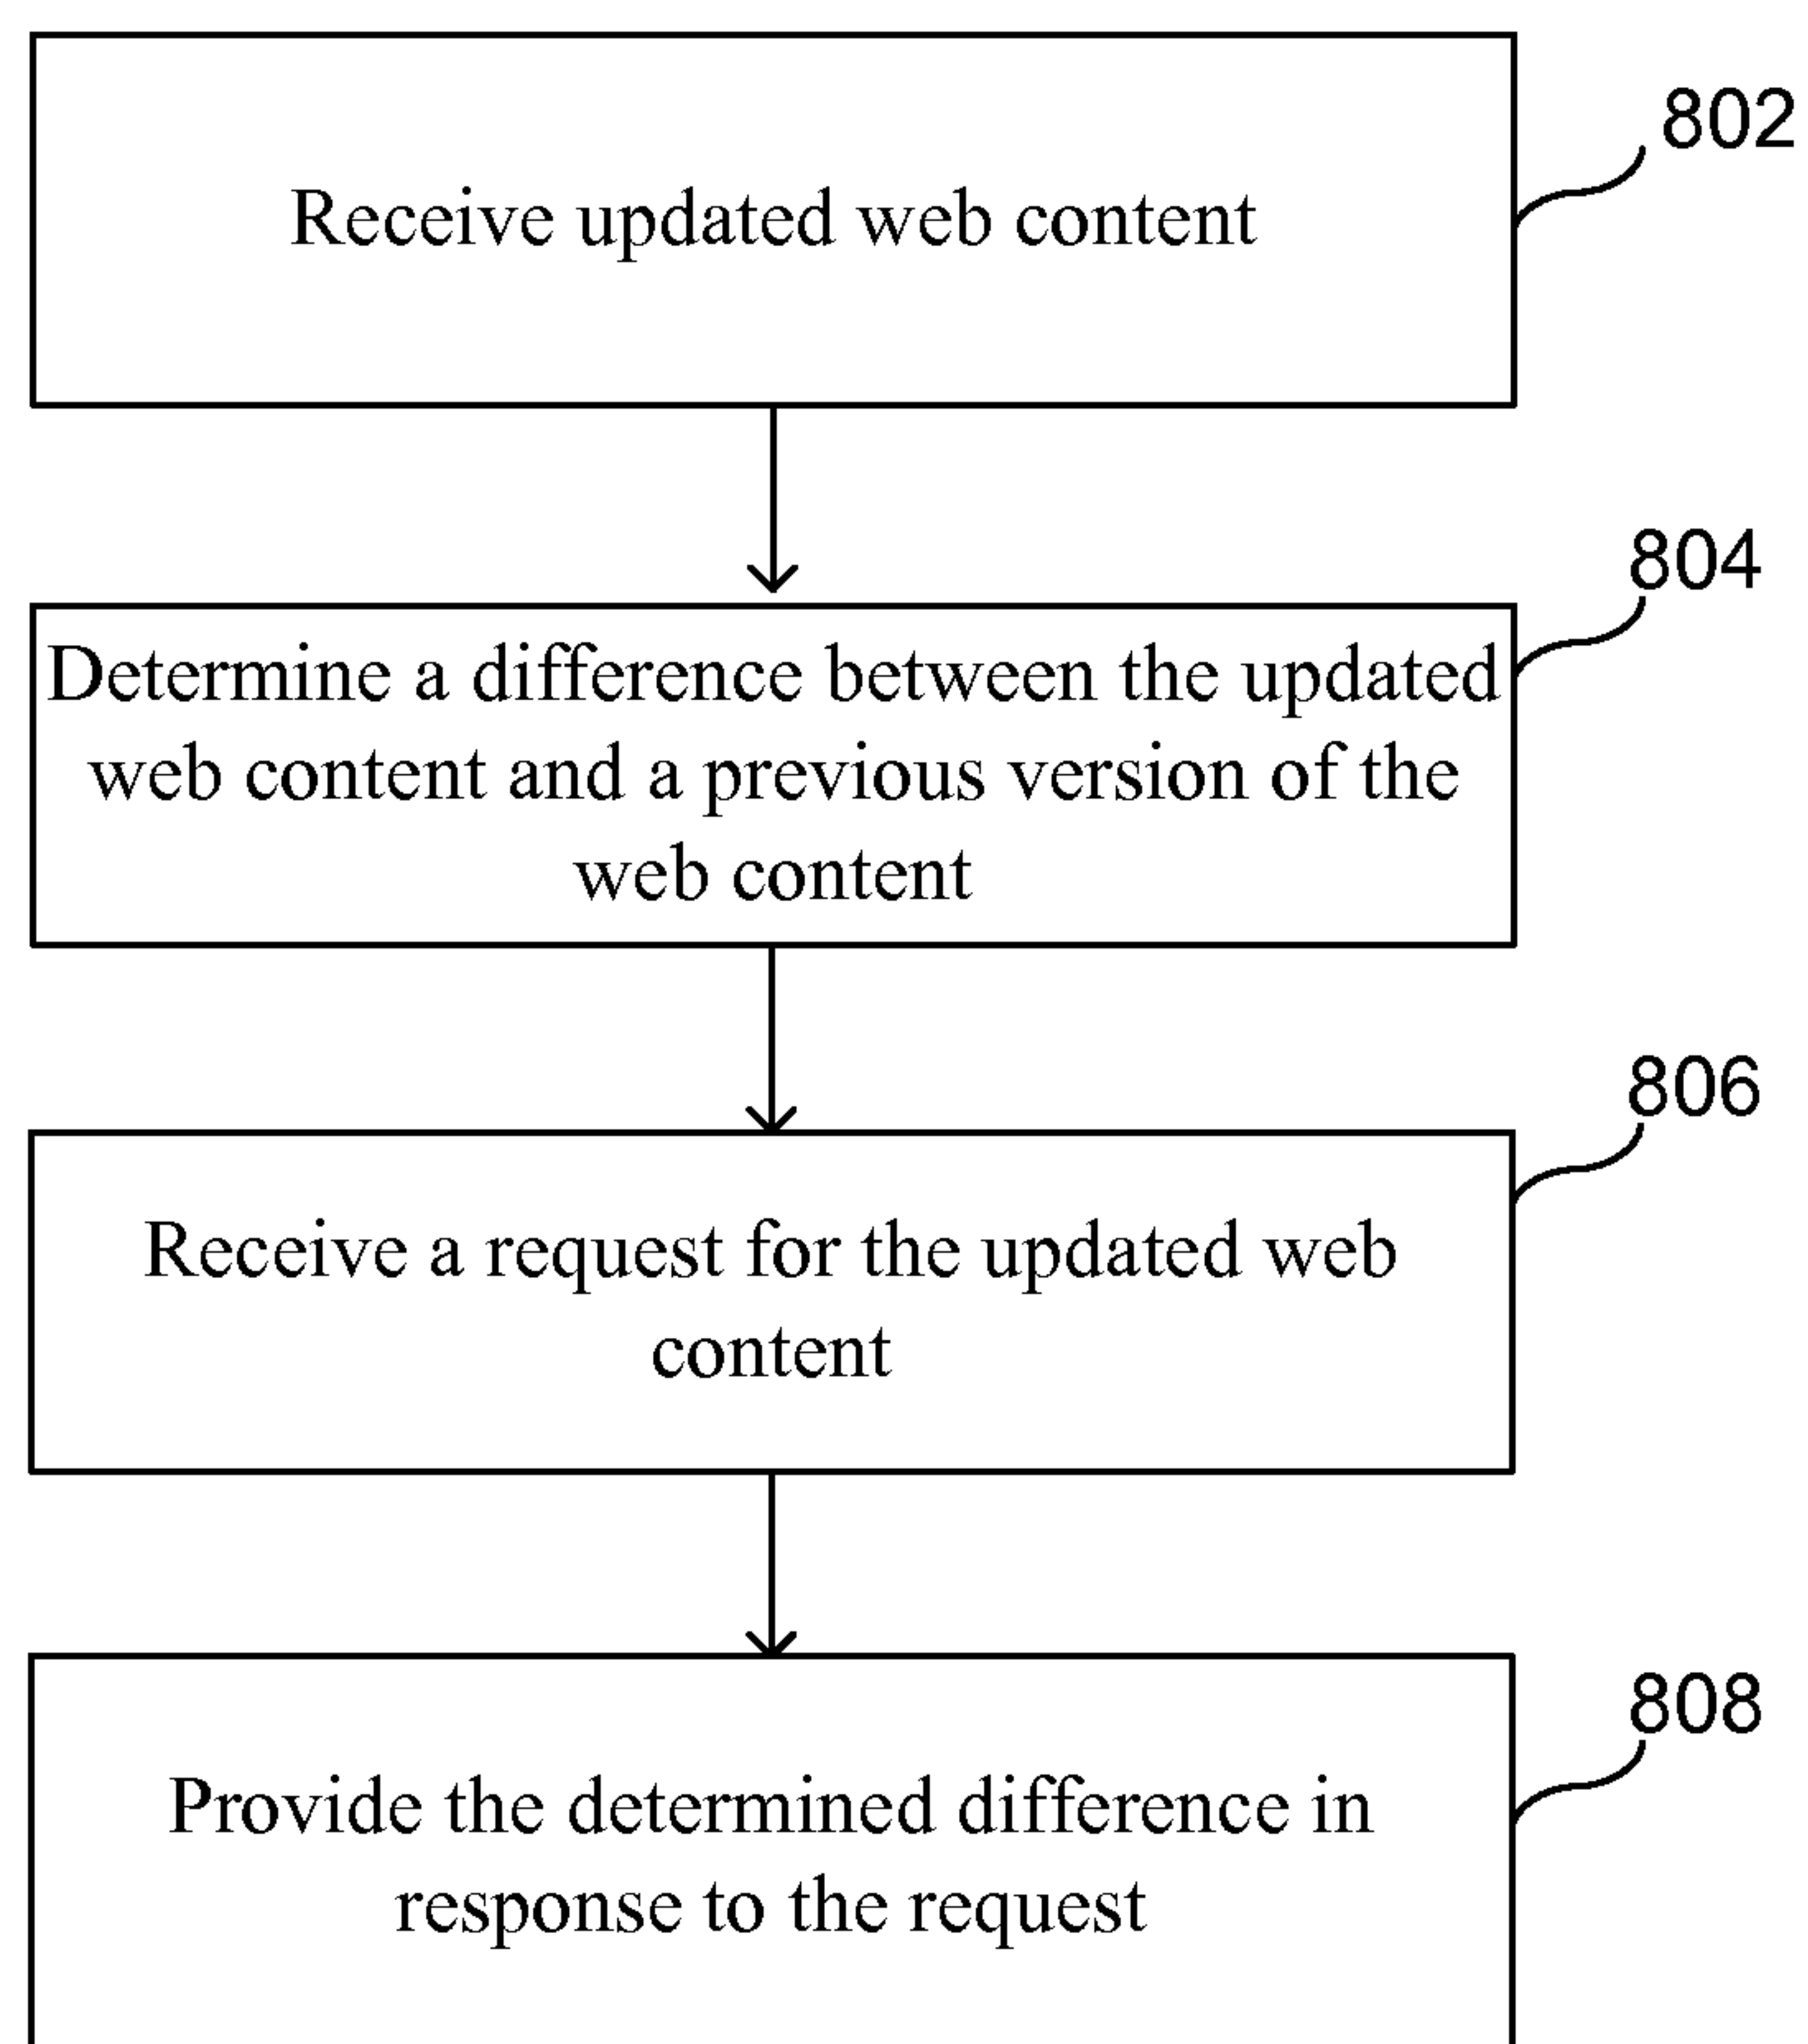 802
Receive updated web content
804
Determine a difference between the updated
web content and a previous version of the
web content
806
Receive a request for the updated web
content
808
Provide the determined difference in
response to the request